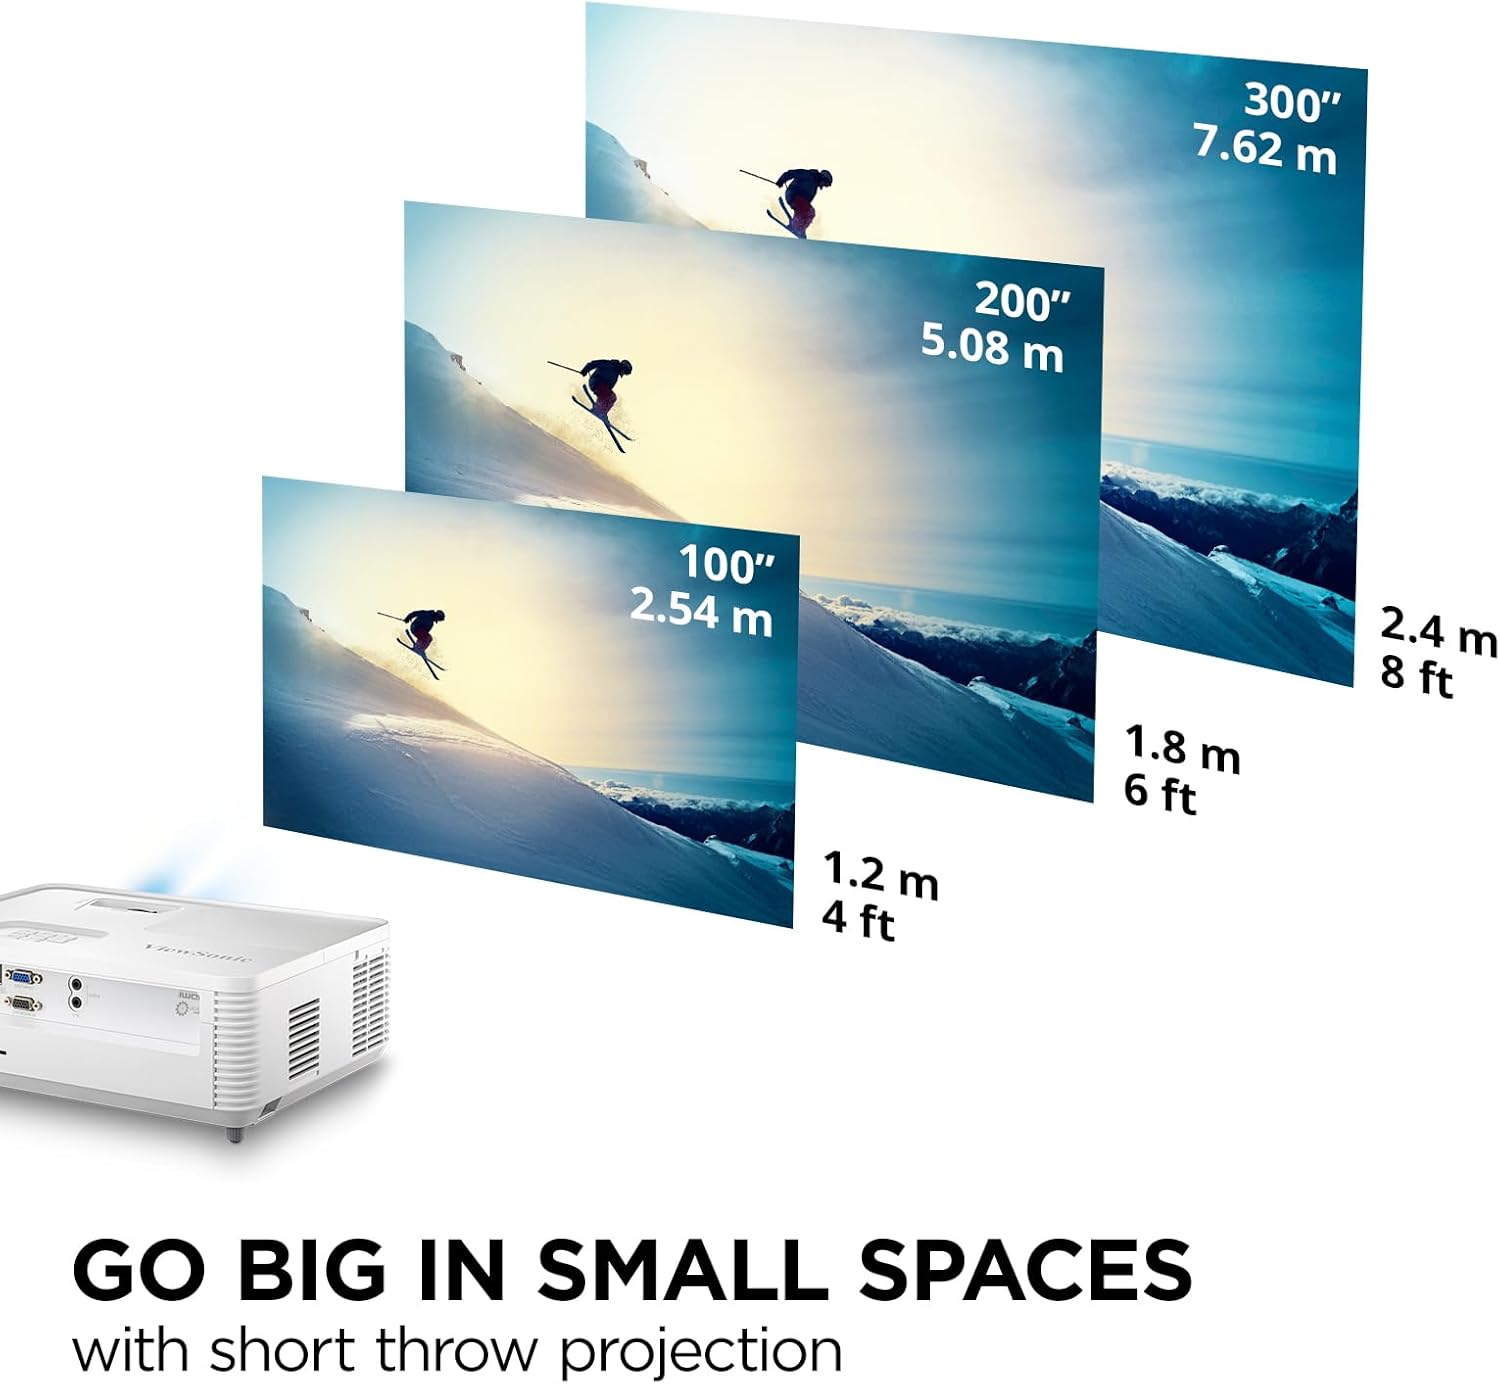 300″
7.62 m
200″
5.08 m
100″
2.54 m
2.4 m
8 ft
1.8 m
6 ft
1.2 m
4 ft
ViewSonic
GO BIG IN SMALL SPACES
with short throw projection